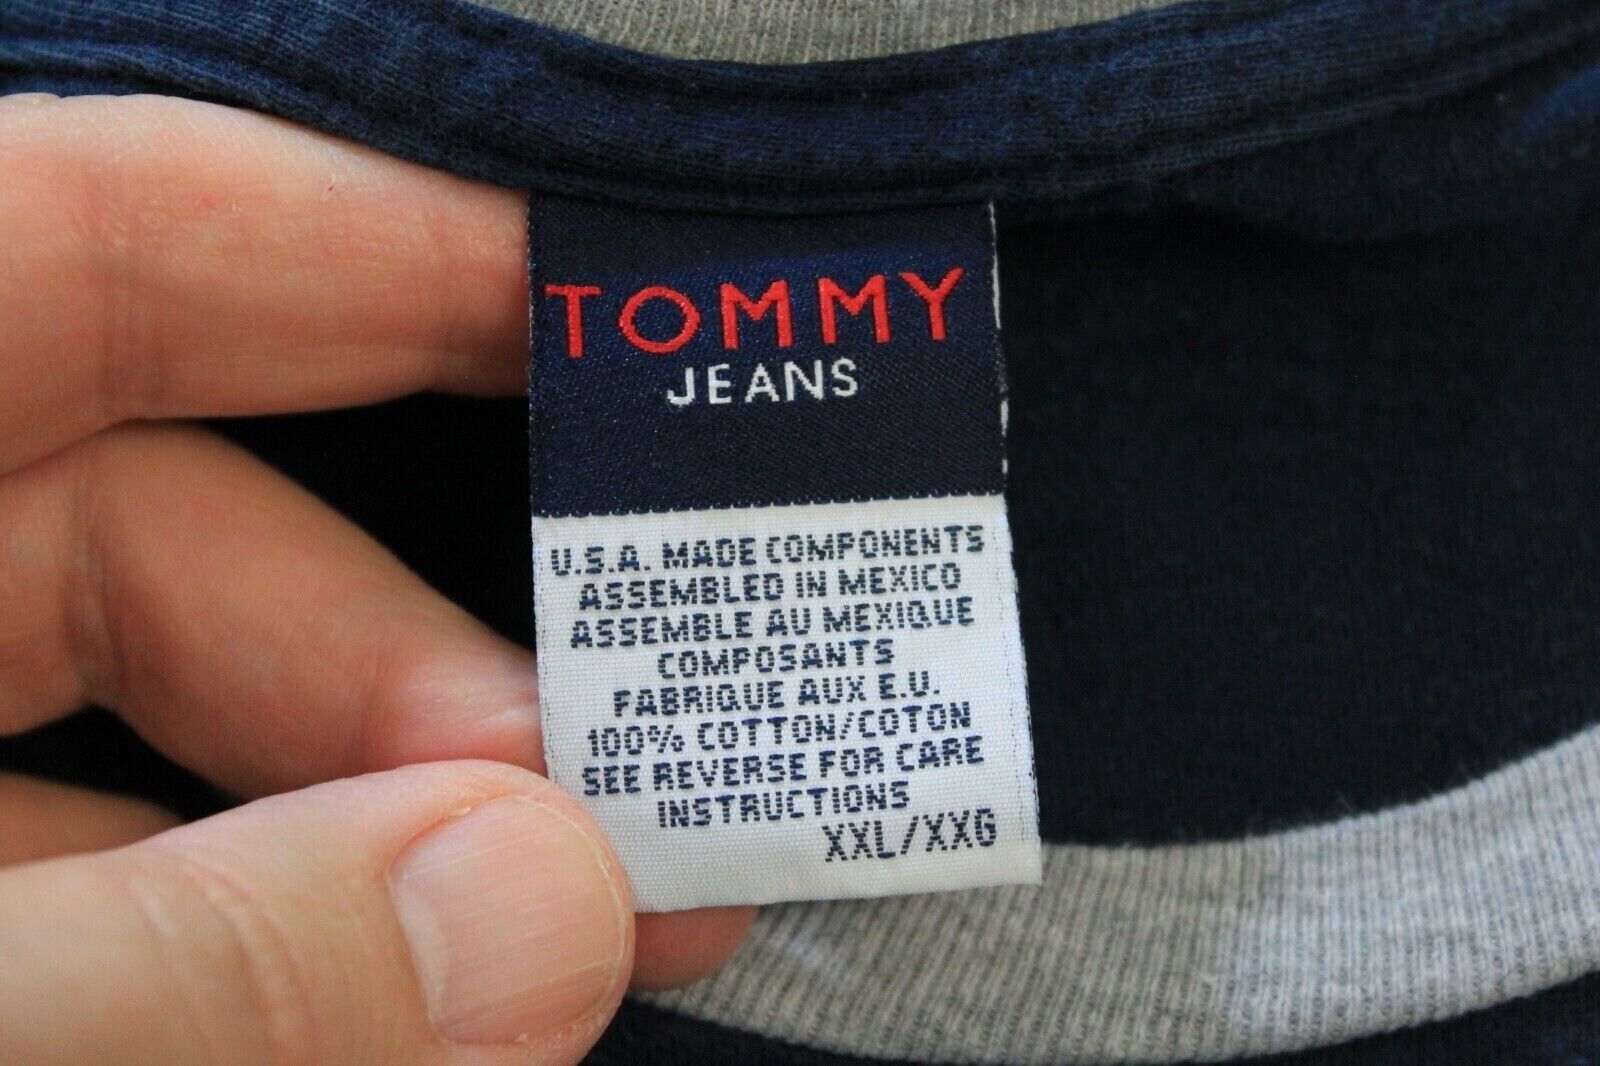 TOMMY
JEANS
U.S.A. MADE COMPONENTS
ASSEMBLED IN MEXICO
ASSEMBLE AU MEXIQUE
COMPOSANTS
FABRIQUE AUX E.U.
100% COTTON/COTON
SEE REVERSE FOR CARE
INSTRUCTIONS
XXL/XXG